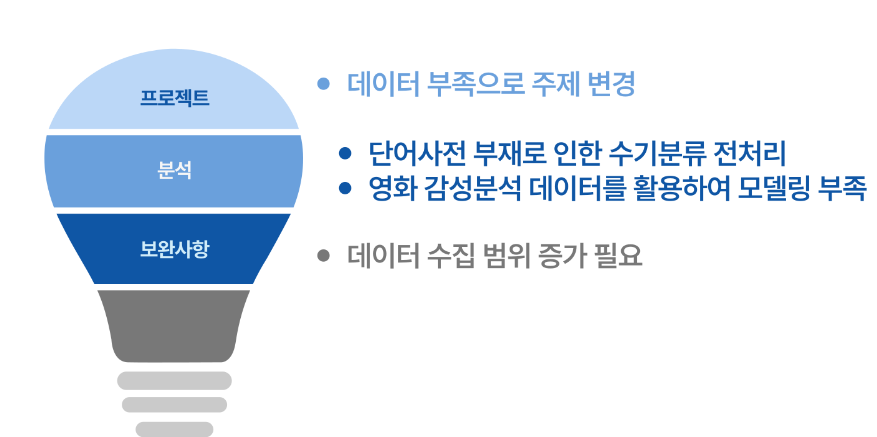 프로젝트
분석
보완사항
• 데이터 부족으로 주제 변경
• 단어사전 부재로 인한 수기분류 전처리
• 영화 감성분석 데이터를 활용하여 모델링 부족
• 데이터 수집 범위 증가 필요